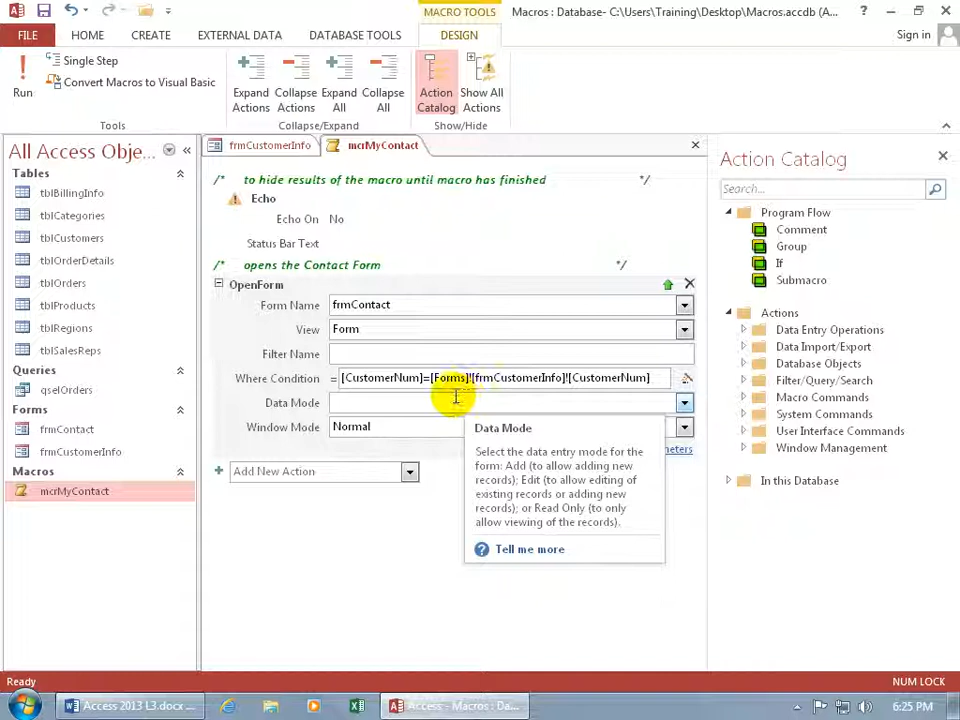 MACRO TOOLS
Macros : Database- C:\Users\Training\Desktop\Macros.accdb (A...
?
FILE
HOME
CREATE
EXTERNAL DATA
DATABASE TOOLS
DESIGN
Sign in
Run
Single Step
Convert Macros to Visual Basic
Expand
Actions
Collapse
Actions
Expand
All
Collapse
All
Action
Catalog
Show All
Actions
Tools
Collapse/Expand
Show/Hide
All Access Obje...
Tables
tblBillingInfo
tblCategories
tblCustomers
tblOrderDetails
tblOrders
tblProducts
tblRegions
tblSalesReps
Queries
qselOrders
Forms
frmContact
frmCustomerInfo
Macros
mcrMyContact
frmCustomerInfo
mcrMyContact
/* to hide results of the macro until macro has finished */
Echo
Echo On No
Status Bar Text
/* opens the Contact Form */
OpenForm
Form Name frmContact
View Form
Filter Name
Where Condition = [CustomerNum]=[Forms]![frmCustomerInfo]![CustomerNum]
Data Mode
Window Mode Normal
meters
Add New Action
Data Mode
Select the data entry mode for the
form: Add (to allow adding new
records); Edit (to allow editing of
existing records or adding new
records); or Read Only (to only
allow viewing of the records).
Tell me more
Action Catalog
Search...
Program Flow
Comment
Group
If
Submacro
Actions
Data Entry Operations
Data Import/Export
Database Objects
Filter/Query/Search
Macro Commands
System Commands
User Interface Commands
Window Management
In this Database
Ready
NUM LOCK
Access 2013 L3.docx ...
Access - Macros : Da...
6:25 PM